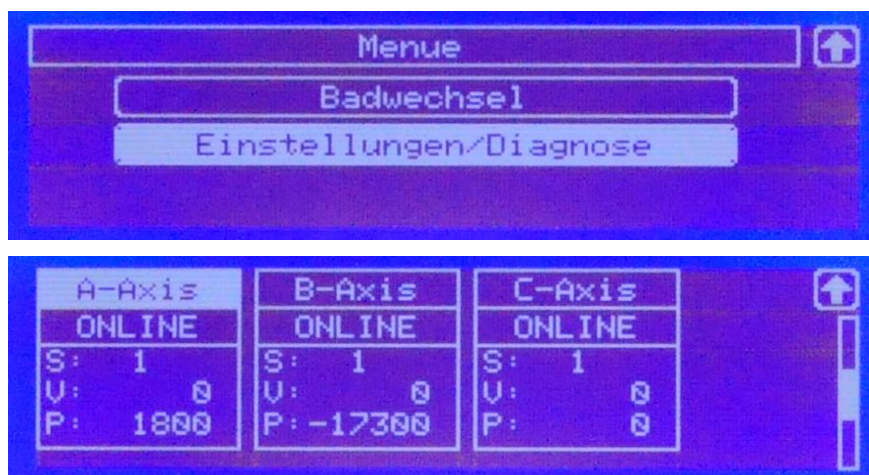 Menue
Badwechsel
Einstellungen/Diagnose
A-Axis B-Axis C-Axis
ONLINE ONLINE ONLINE
S: 1 S: 1 S: 1
V: 0 V: 0 V: 0
P: 1800 P:-17300 P: 0